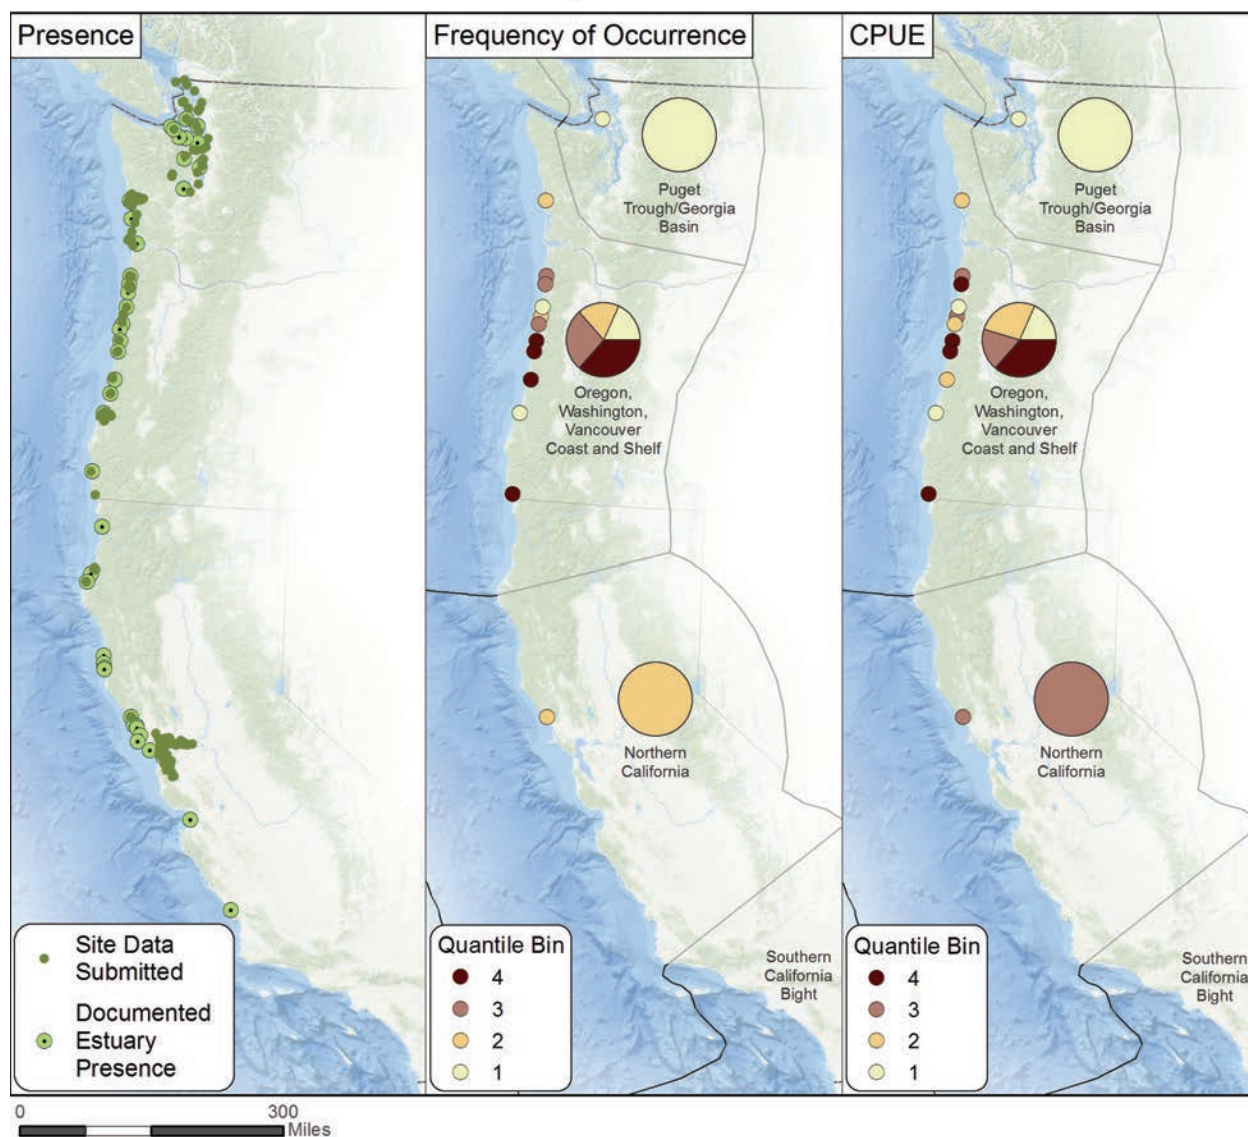 Presence
Site Data
Submitted
Documented
Estuary
Presence
0
300
Miles
Frequency of Occurrence
Puget
Trough/Georgia
Basin
Oregon,
Washington,
Vancouver
Coast and Shelf
Northern
California
Southern
California
Bight
Quantile Bin
4
3
2
1
CPUE
Puget
Trough/Georgia
Basin
Oregon,
Washington,
Vancouver
Coast and Shelf
Northern
California
Southern
California
Bight
Quantile Bin
4
3
2
1